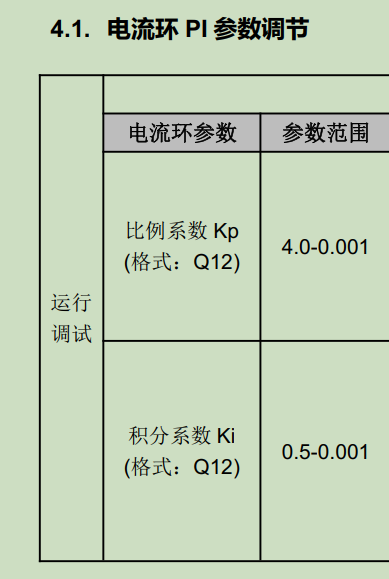 4.1. 电流环 PI 参数调节
电流环参数
参数范围
运行
调试
比例系数 Kp
(格式：Q12)
4.0-0.001
积分系数 Ki
(格式：Q12)
0.5-0.001